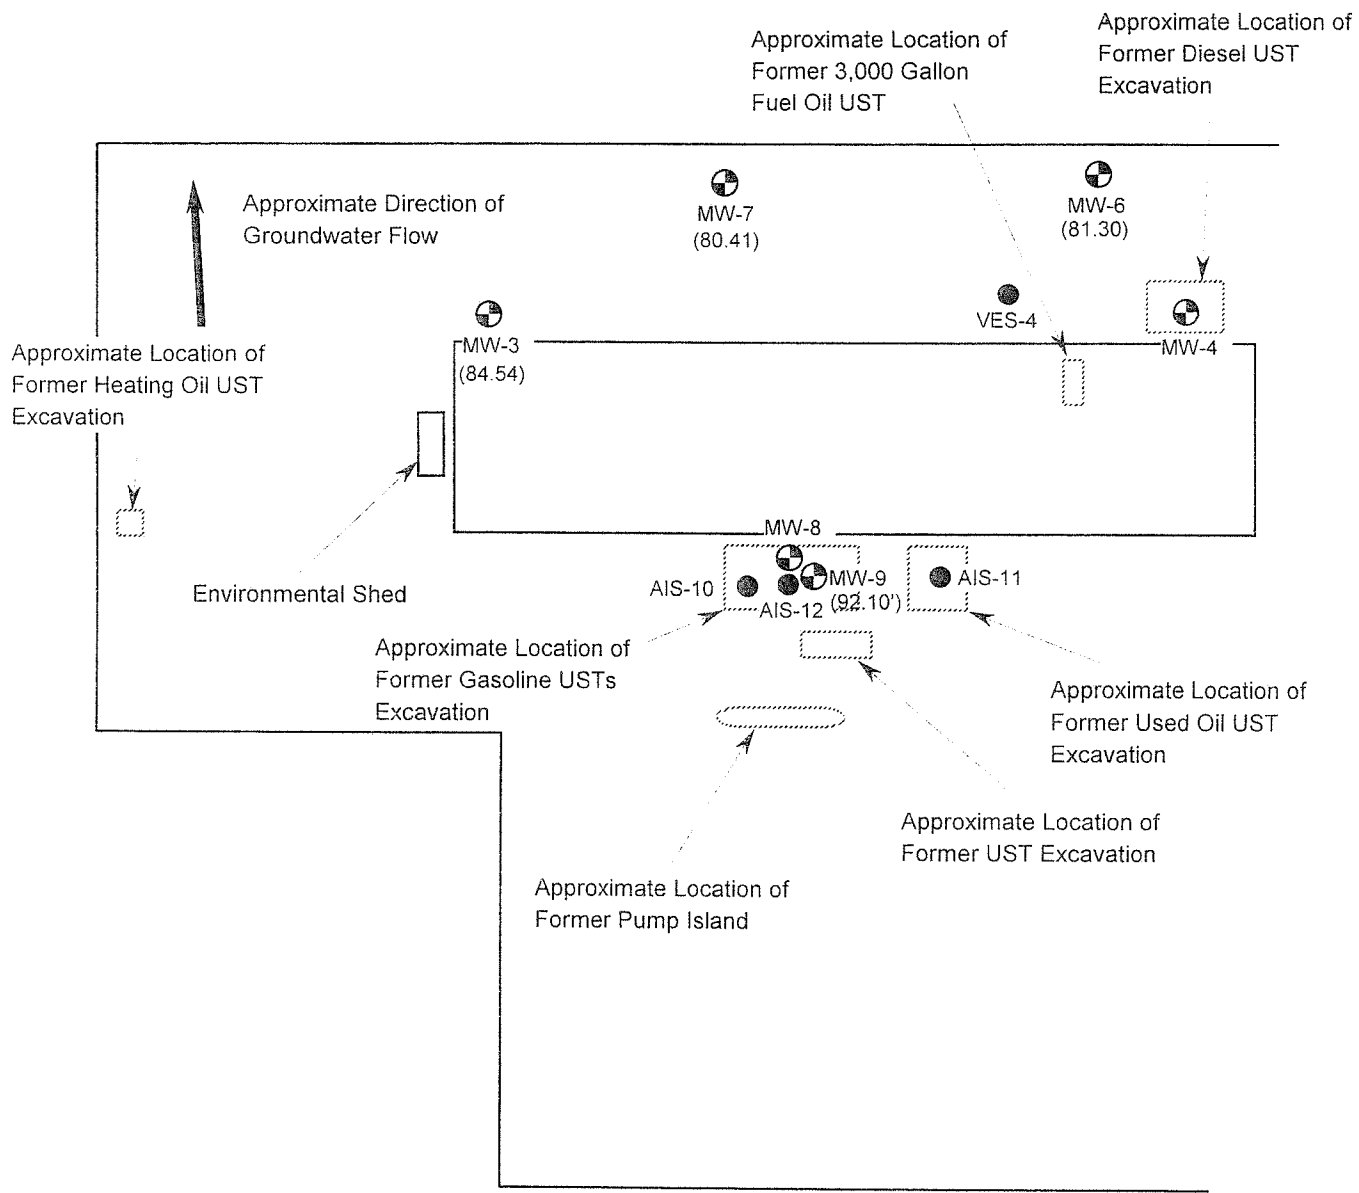 Approximate Location of
Former 3,000 Gallon
Fuel Oil UST
Approximate Location of
Former Diesel UST
Excavation
Approximate Direction of
Groundwater Flow
MW-7
(80.41)
MW-6
(81.30)
VES-4
MW-4
MW-3
(84.54)
Approximate Location of
Former Heating Oil UST
Excavation
Environmental Shed
MW-8
AIS-10
AIS-12
MW-9
(92.10')
AIS-11
Approximate Location of
Former Gasoline USTs
Excavation
Approximate Location of
Former Used Oil UST
Excavation
Approximate Location of
Former UST Excavation
Approximate Location of
Former Pump Island